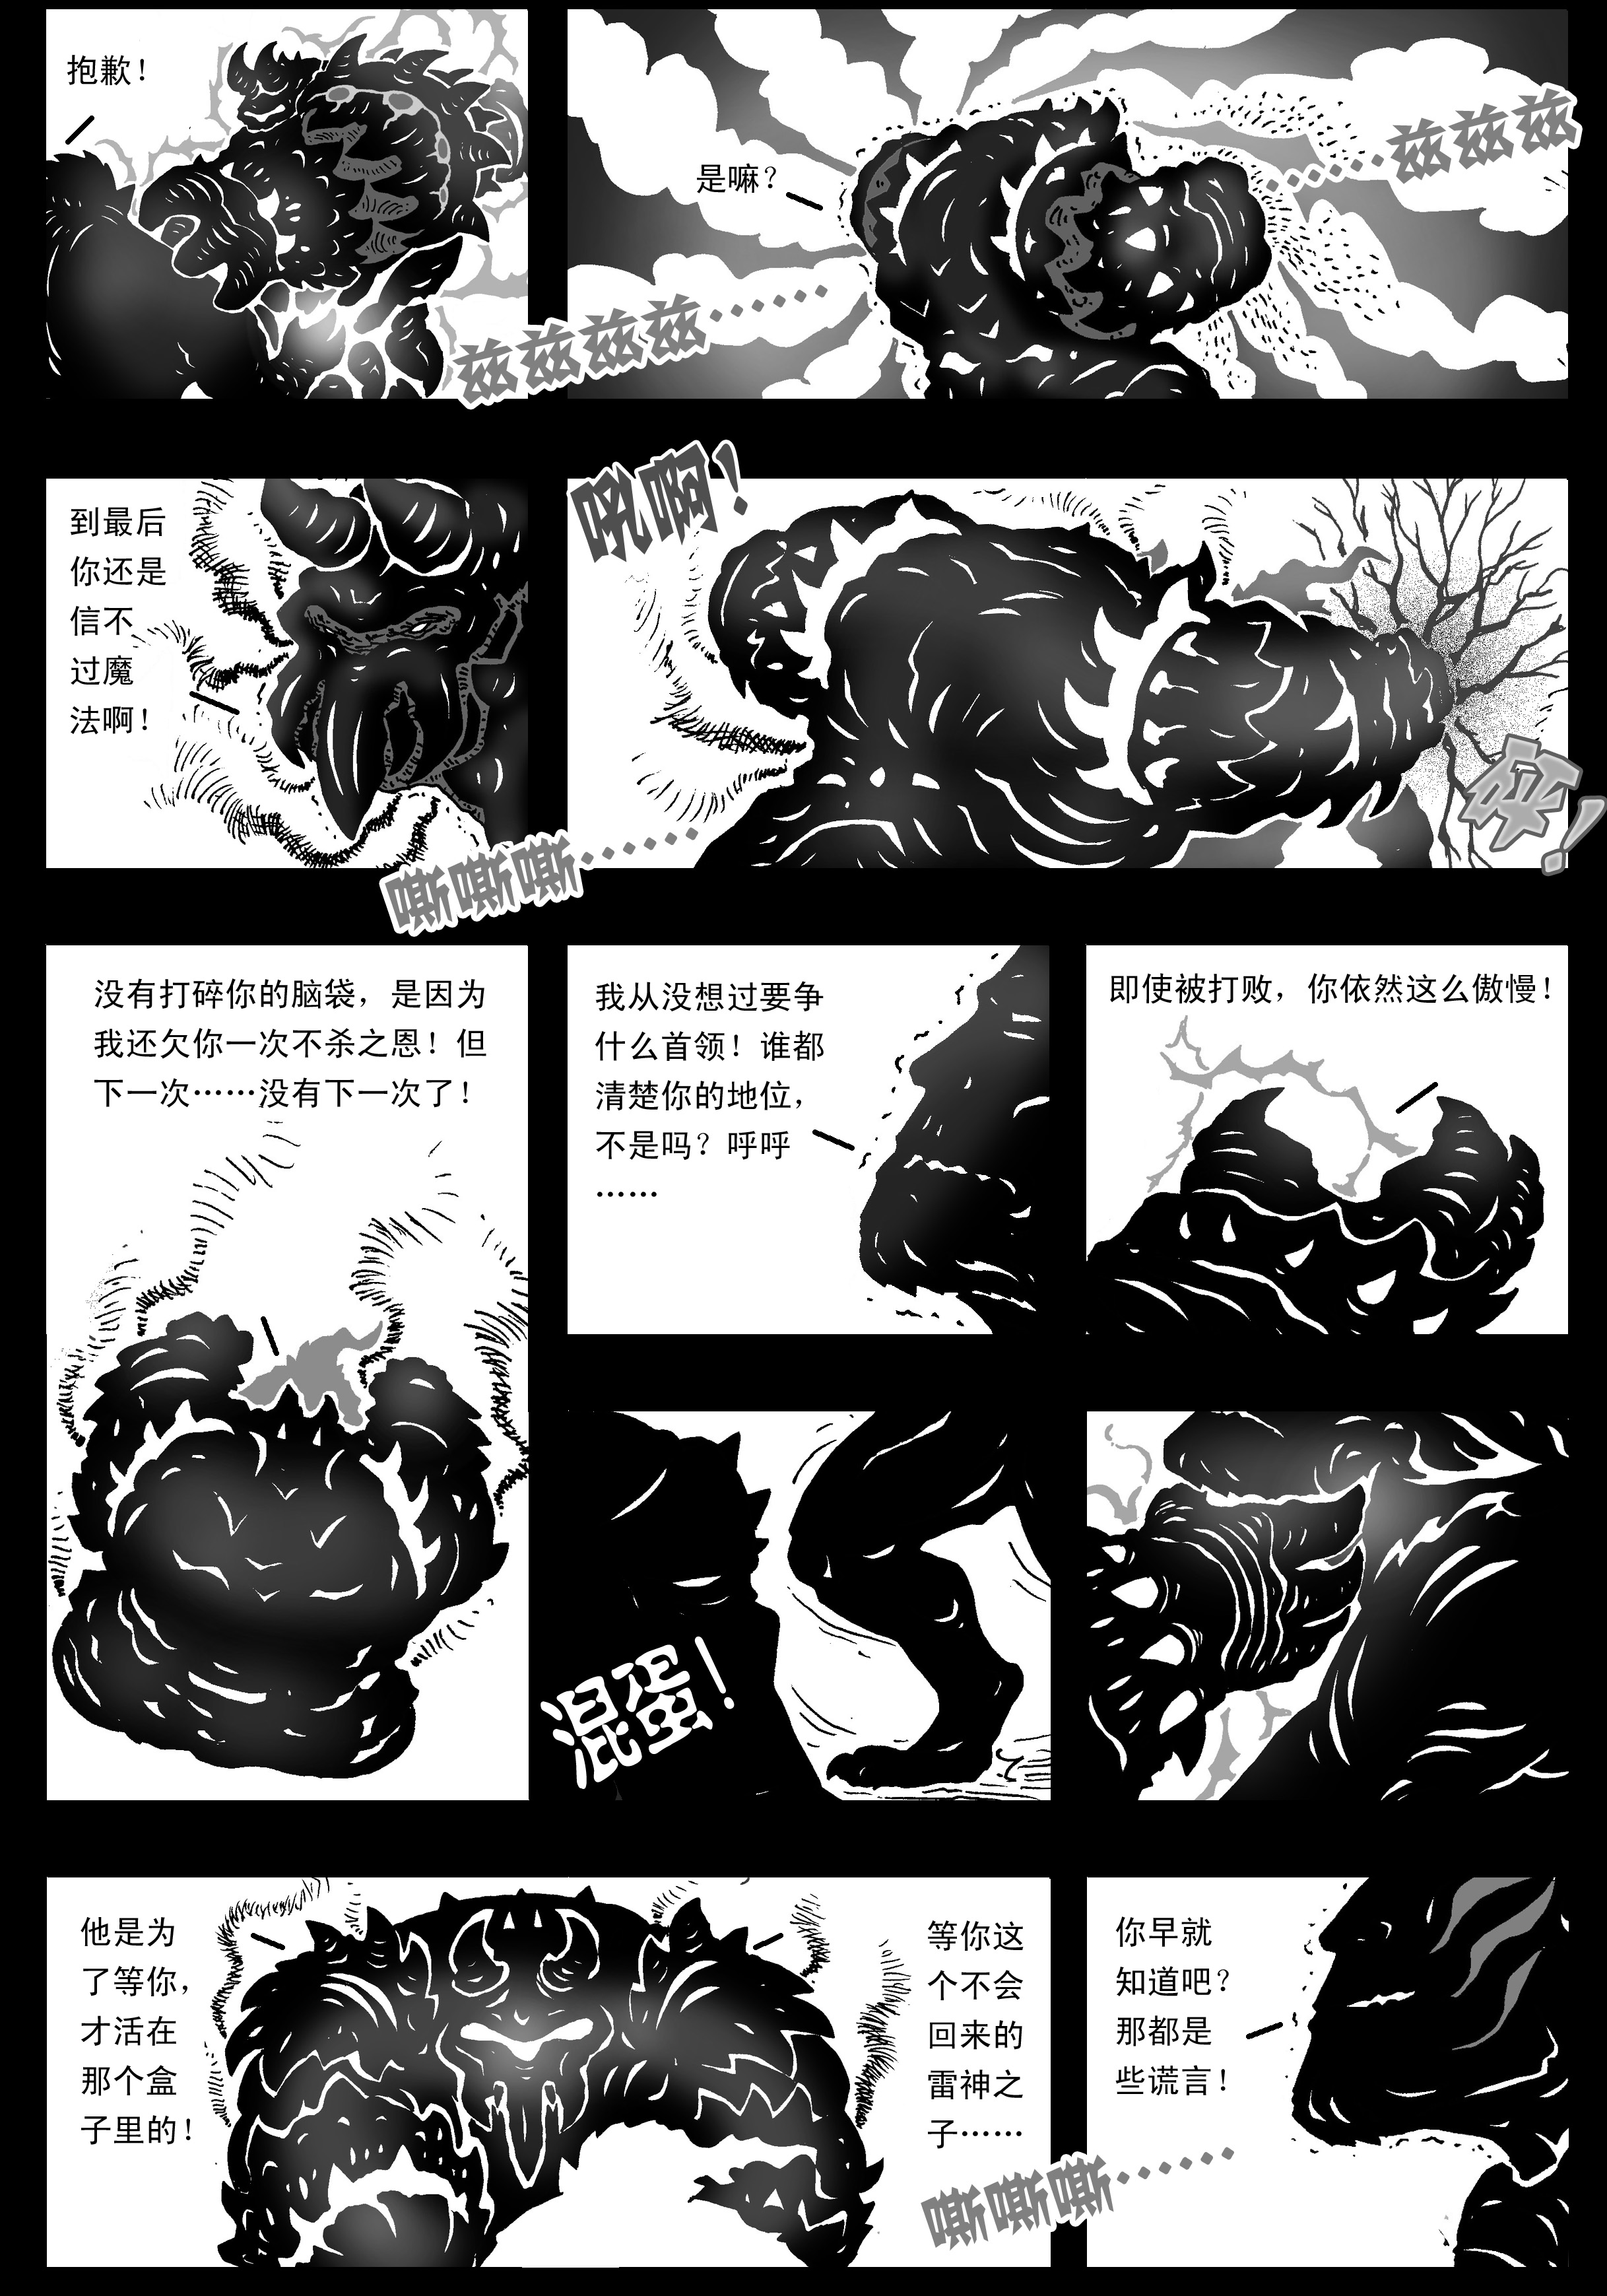 抱歉！
兹兹兹兹……
是嘛？
……兹兹兹
到最后
你还是
信不
过魔
法啊！
嘶嘶嘶……
砰！
没有打碎你的脑袋，是因为
我还欠你一次不杀之恩！但
下一次……没有下一次了！
我从没想过要争
什么首领！谁都
清楚你的地位，
不是吗？呼呼
……
即使被打败，你依然这么傲慢！
混蛋！
他是为
了等你，
才活在
那个盒
子里的！
等你这
个不会
回来的
雷神之
子……
嘶嘶嘶……
你早就
知道吧？
那都是
些谎言！